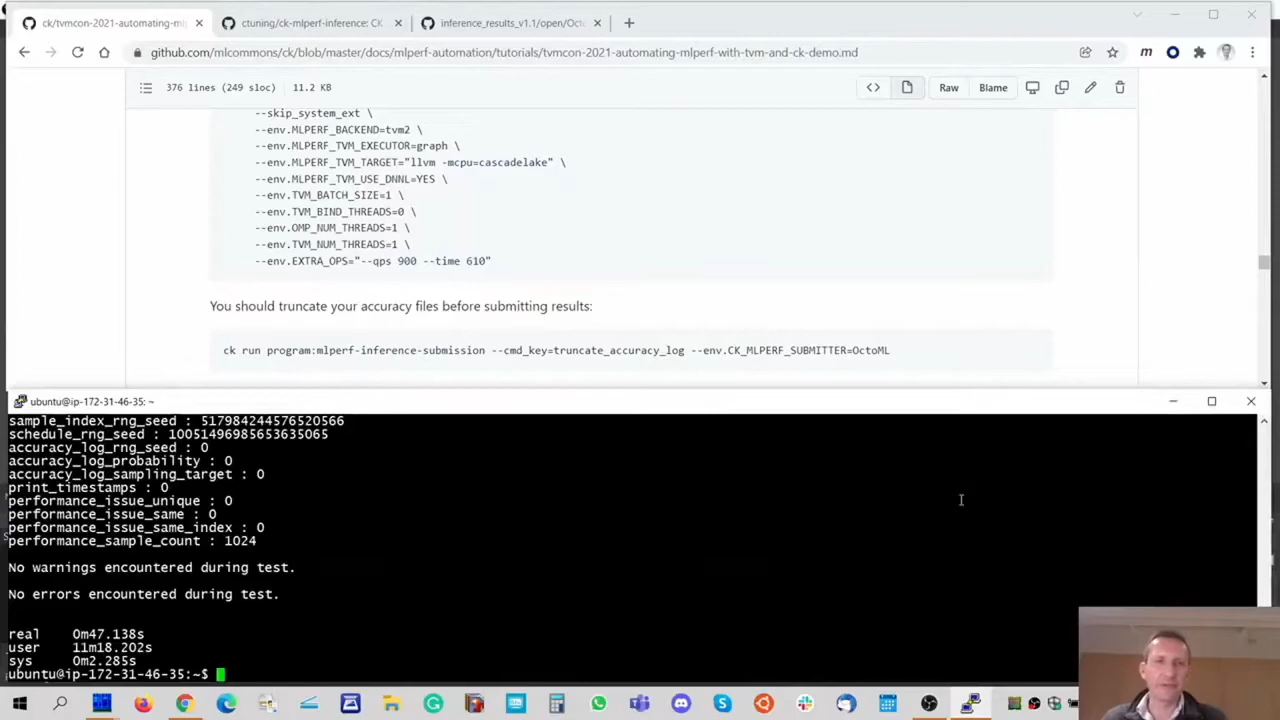 ck/tvmcon-2021-automating-ml
ctuning/ck-mlperf-inference: CK
inference_results_v1.1/open/Octo
github.com/mlcommons/ck/blob/master/docs/mlperf-automation/tutorials/tvmcon-2021-automating-mlperf-with-tvm-and-ck-demo.md
376 lines (249 sloc) 11.2 KB
Raw
Blame
--skip_system_ext \
--env.MLPERF_BACKEND=tvm2 \
--env.MLPERF_TVM_EXECUTOR=graph \
--env.MLPERF_TVM_TARGET="llvm -mcpu=cascadelake" \
--env.MLPERF_TVM_USE_DNNL=YES \
--env.TVM_BATCH_SIZE=1 \
--env.TVM_BIND_THREADS=0 \
--env.OMP_NUM_THREADS=1 \
--env.TVM_NUM_THREADS=1 \
--env.EXTRA_OPS="--qps 900 --time 610"
You should truncate your accuracy files before submitting results:
ck run program:mlperf-inference-submission --cmd_key=truncate_accuracy_log --env.CK_MLPERF_SUBMITTER=OctoML
ubuntu@ip-172-31-46-35: ~
sample_index_rng_seed : 517984244576520566
schedule_rng_seed : 10051496985653635065
accuracy_log_rng_seed : 0
accuracy_log_probability : 0
accuracy_log_sampling_target : 0
print_timestamps : 0
performance_issue_unique : 0
performance_issue_same : 0
performance_issue_same_index : 0
performance_sample_count : 1024
No warnings encountered during test.
No errors encountered during test.
real 0m47.138s
user 11m18.202s
sys 0m2.285s
ubuntu@ip-172-31-46-35:~$